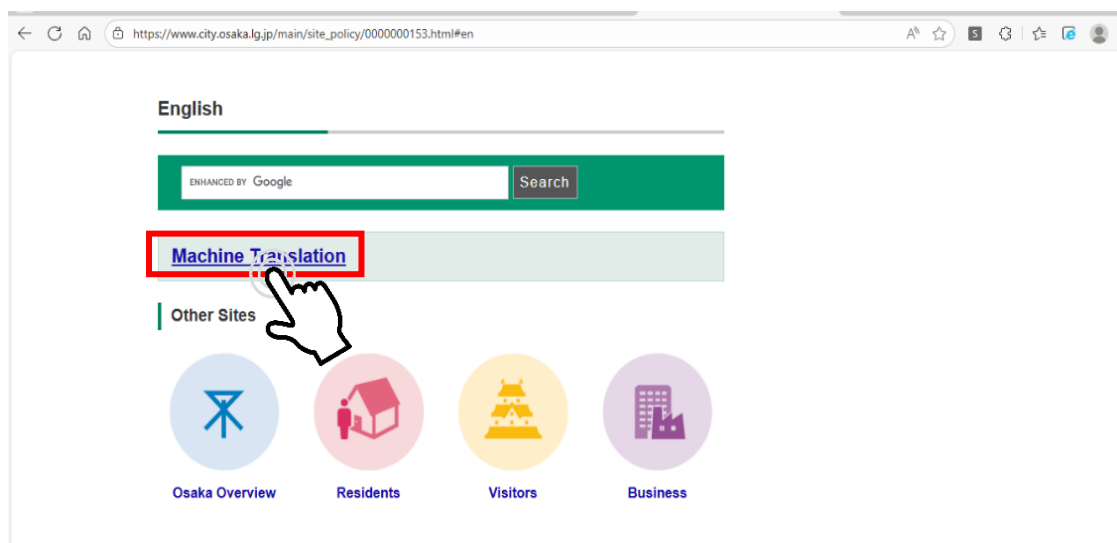 https://www.city.osaka.lg.jp/main/site_policy/0000000153.html#en
English
ENHANCED BY Google
Search
Machine Translation
Other Sites
Osaka Overview
Residents
Visitors
Business